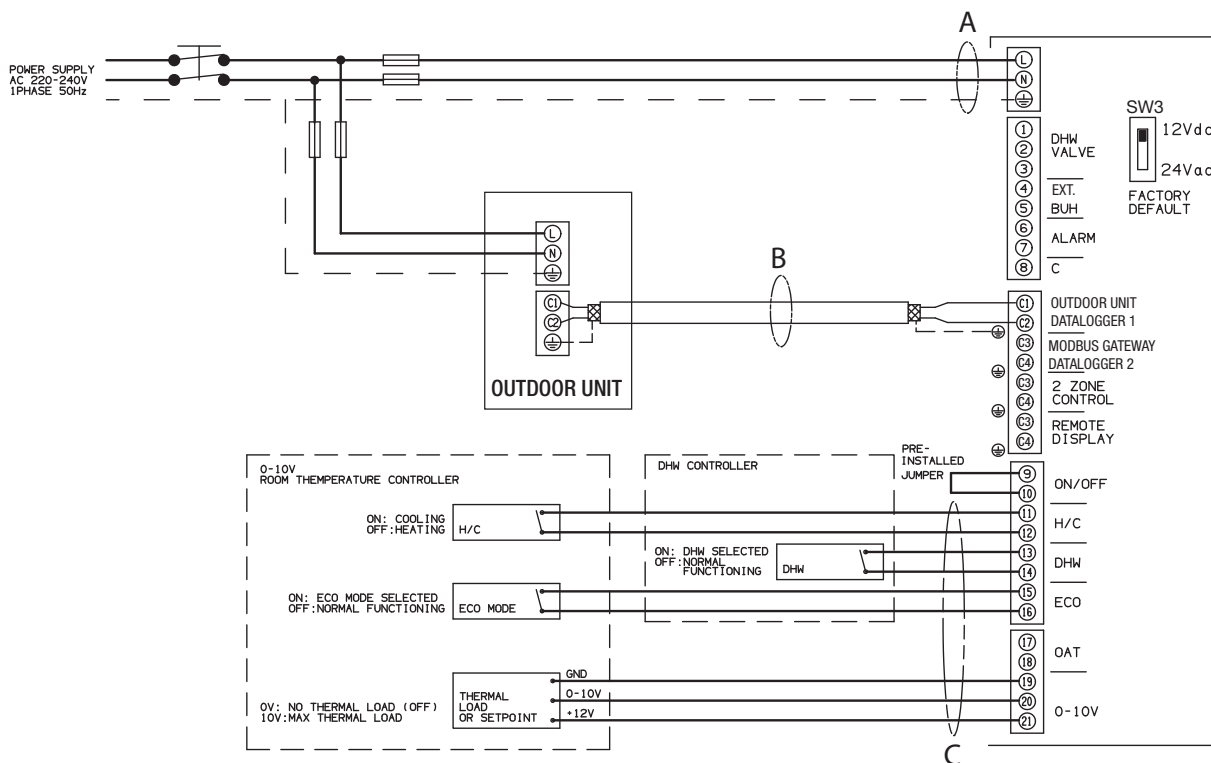 A
POWER SUPPLY
AC 220-240V
1PHASE 50Hz
L
N
SW3
12Vdc
24Vac
FACTORY
DEFAULT
1
2
3
DHW
VALVE
4
5
EXT.
BUH
6
7
ALARM
8
C
L
N
C1
C2
OUTDOOR UNIT
B
C1
C2
OUTDOOR UNIT
DATALOGGER 1
C3
C4
MODBUS GATEWAY
DATALOGGER 2
C3
C4
2 ZONE
CONTROL
C3
C4
REMOTE
DISPLAY
PRE-
INSTALLED
JUMPER
9
10
ON/OFF
11
12
H/C
13
14
DHW
15
16
ECO
17
18
OAT
19
20
21
0-10V
0-10V
ROOM THEMPERATURE CONTROLLER
ON: COOLING
OFF:HEATING
H/C
DHW CONTROLLER
ON: DHW SELECTED
OFF:NORMAL
FUNCTIONING
DHW
ON: ECO MODE SELECTED
OFF:NORMAL FUNCTIONING
ECO MODE
0V: NO THERMAL LOAD (OFF)
10V:MAX THERMAL LOAD
THERMAL
LOAD
OR SETPOINT
GND
0-10V
+12V
C